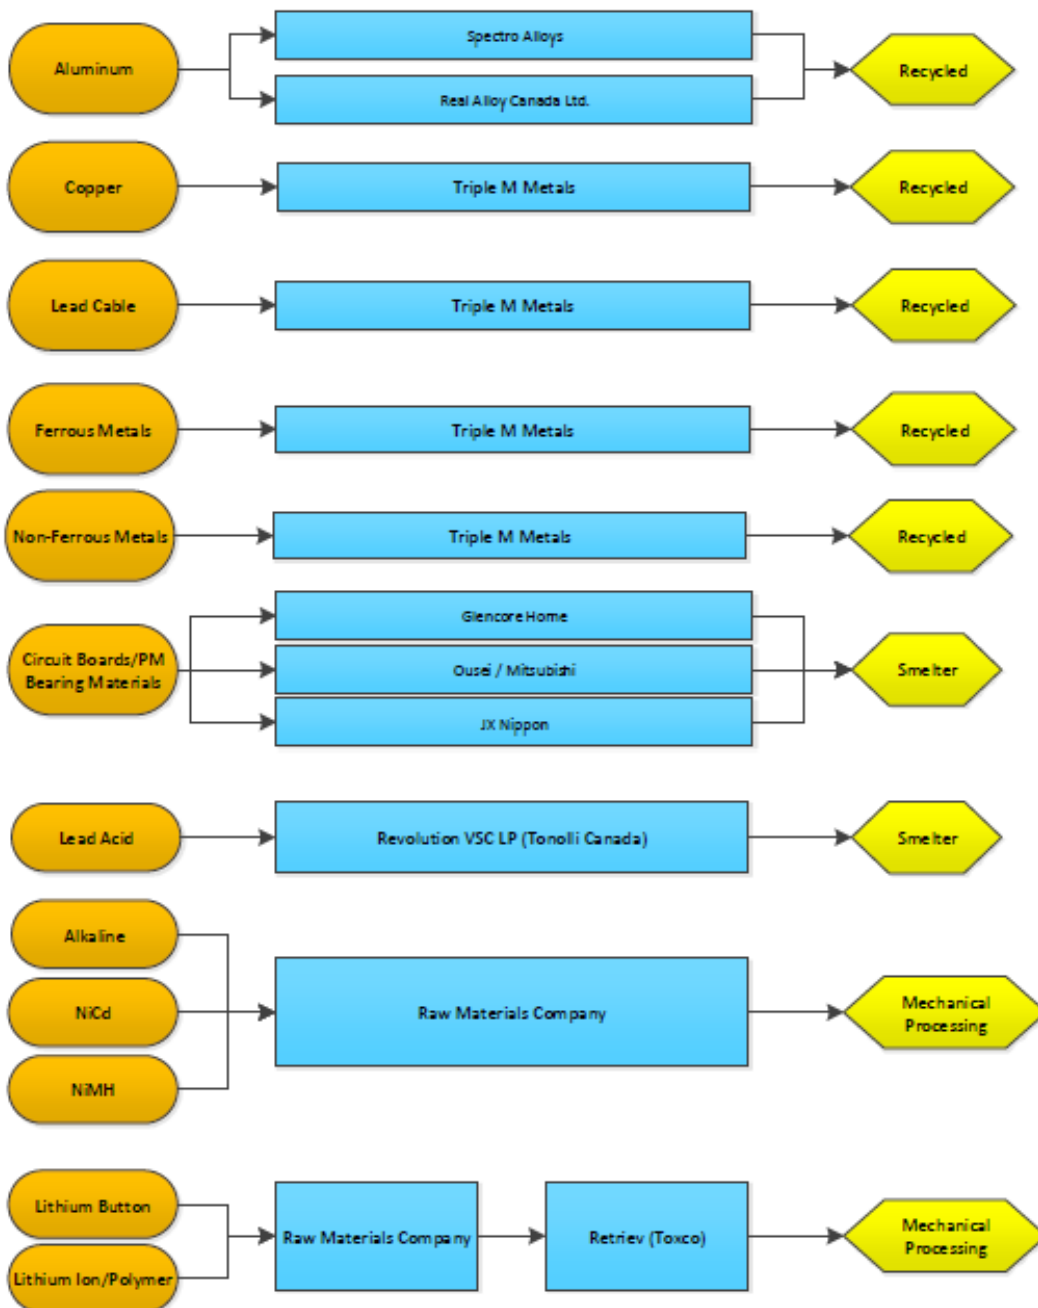 Aluminum
Spectro Alloys
Real Alloy Canada Ltd.
Recycled
Copper
Triple M Metals
Recycled
Lead Cable
Triple M Metals
Recycled
Ferrous Metals
Triple M Metals
Recycled
Non-Ferrous Metals
Triple M Metals
Recycled
Circuit Boards/PM
Bearing Materials
Glencore Horne
Ousei / Mitsubishi
JX Nippon
Smelter
Lead Acid
Revolution VSC LP (Tonolli Canada)
Smelter
Alkaline
NiCd
NiMH
Raw Materials Company
Mechanical
Processing
Lithium Button
Lithium Ion/Polymer
Raw Materials Company
Retriev (Toxco)
Mechanical
Processing